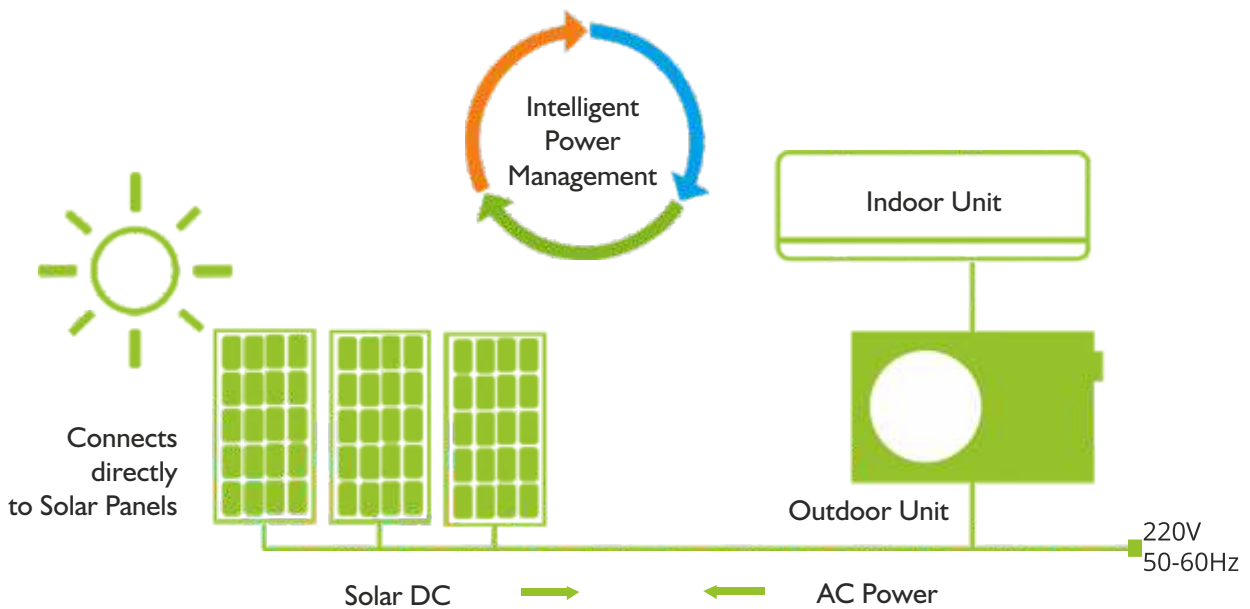 Intelligent
Power
Management
Indoor Unit
Connects
directly
to Solar Panels
Outdoor Unit
220V
50-60Hz
Solar DC
AC Power